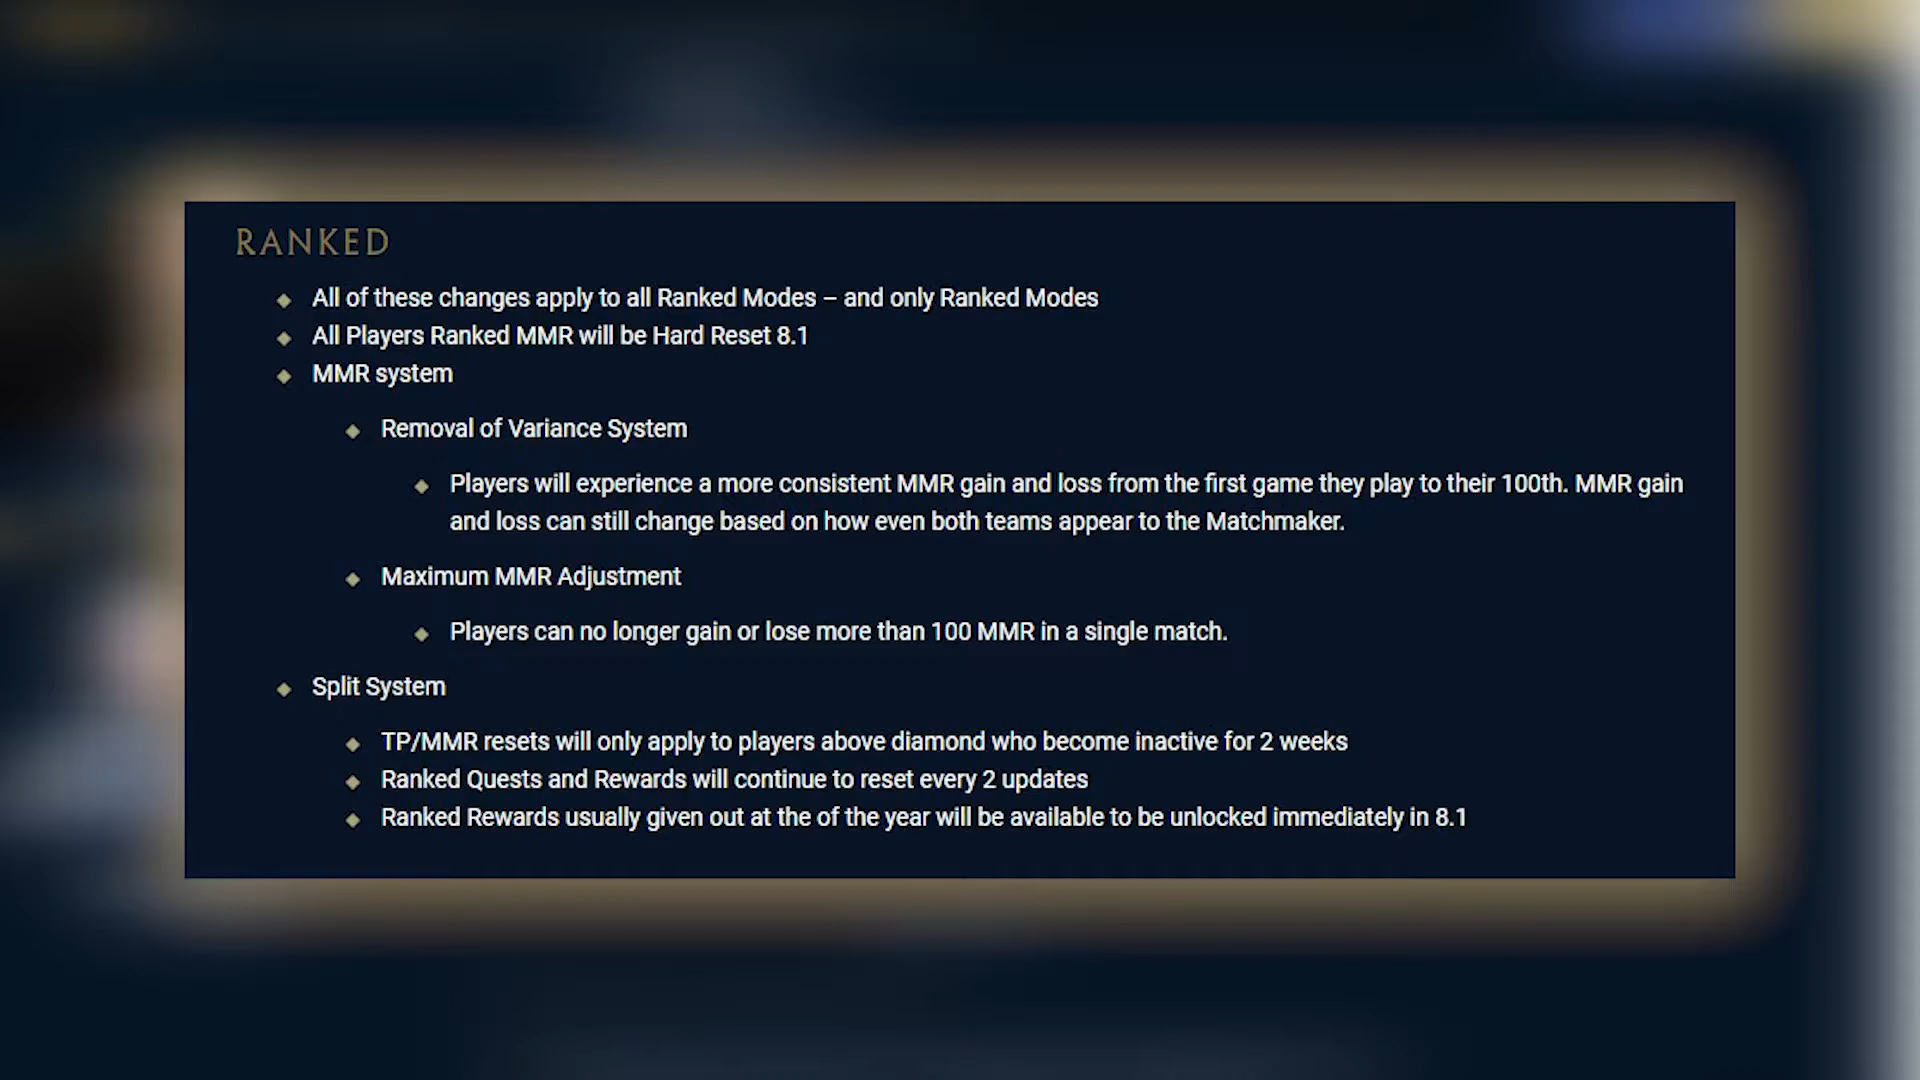 RANKED
All of these changes apply to all Ranked Modes – and only Ranked Modes
All Players Ranked MMR will be Hard Reset 8.1
MMR system
Removal of Variance System
Players will experience a more consistent MMR gain and loss from the first game they play to their 100th. MMR gain
and loss can still change based on how even both teams appear to the Matchmaker.
Maximum MMR Adjustment
Players can no longer gain or lose more than 100 MMR in a single match.
Split System
TP/MMR resets will only apply to players above diamond who become inactive for 2 weeks
Ranked Quests and Rewards will continue to reset every 2 updates
Ranked Rewards usually given out at the of the year will be available to be unlocked immediately in 8.1